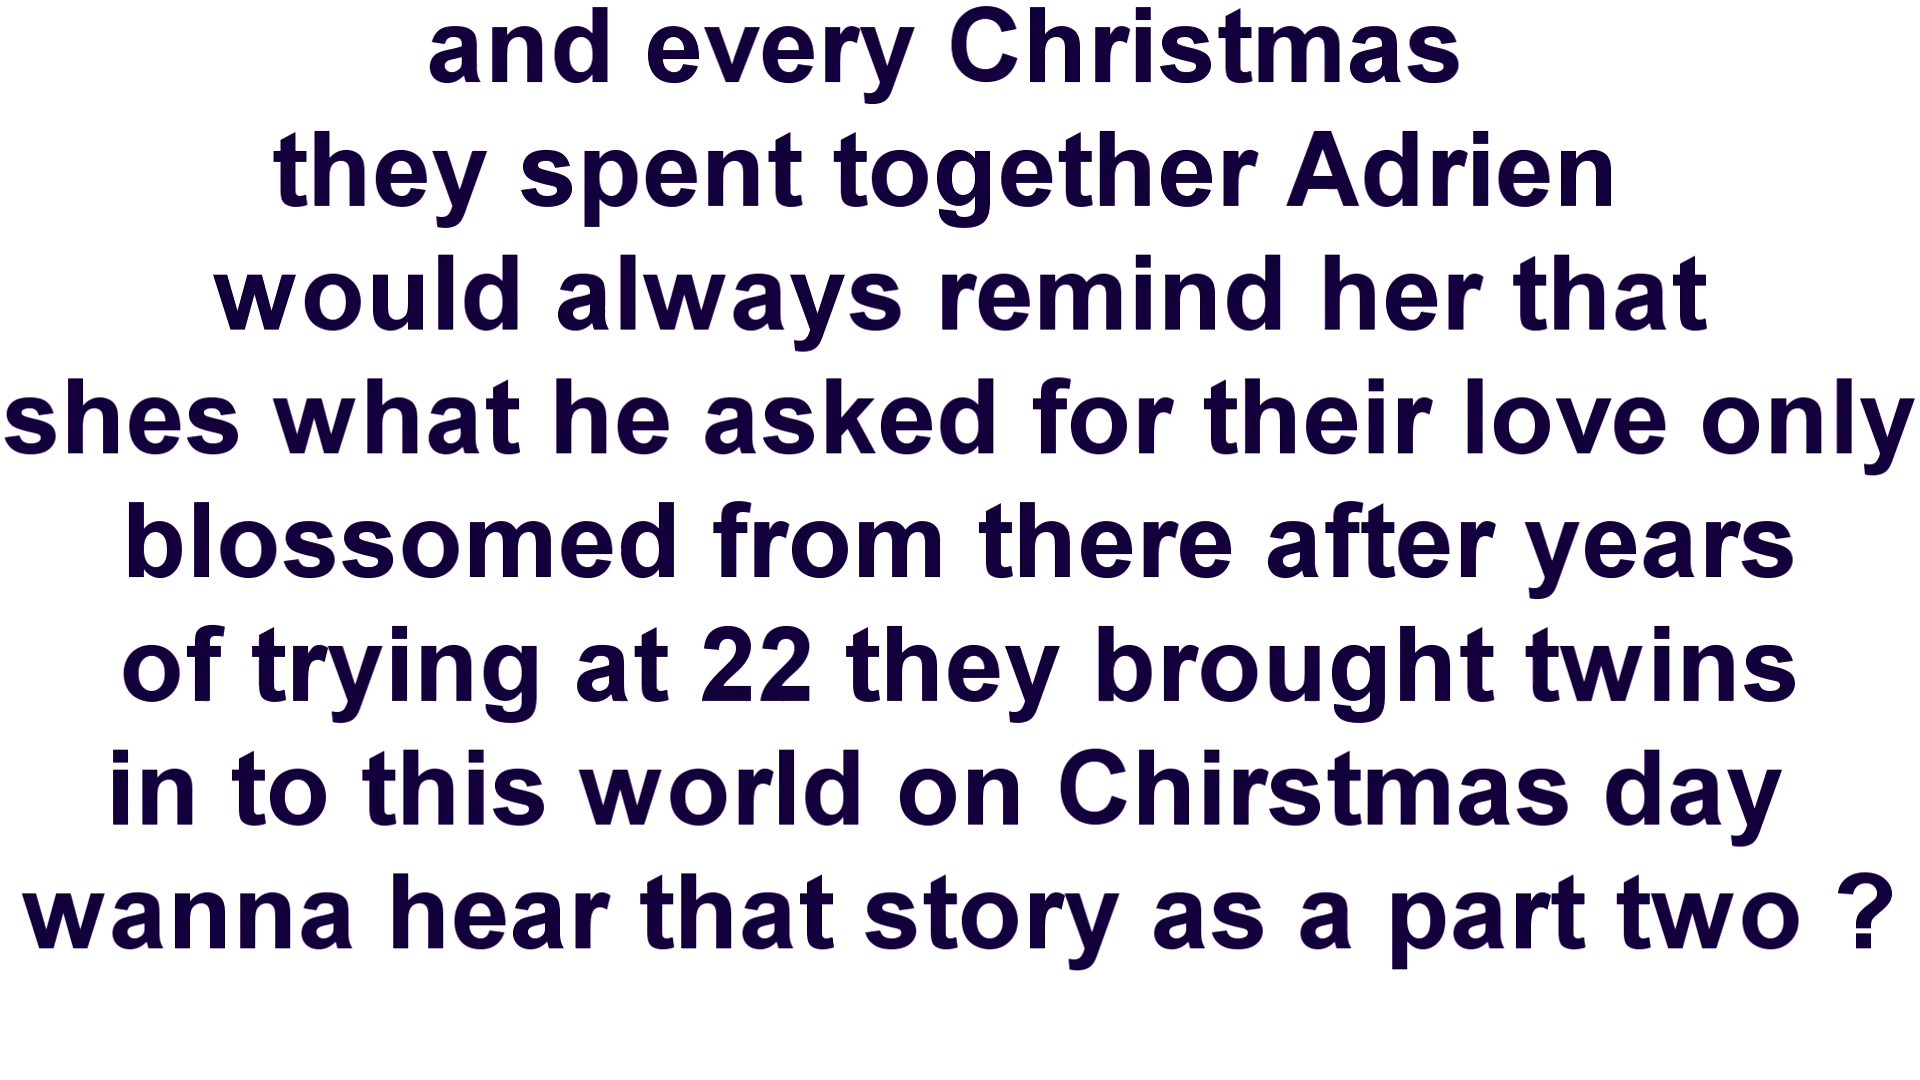 and every Christmas
they spent together Adrien
would always remind her that
shes what he asked for their love only
blossomed from there after years
of trying at 22 they brought twins
in to this world on Chirstmas day
wanna hear that story as a part two ?